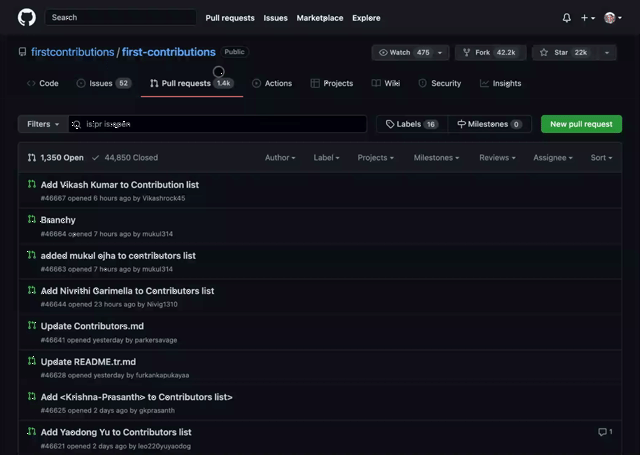 Search
Pull requests Issues Marketplace Explore
firstcontributions / first-contributions Public
Watch 475 Fork 42.2k Star 22k
Code Issues 52 Pull requests 1.4k Actions Projects Wiki Security Insights
Filters is:pr is:open Labels 16 Milestones 0 New pull request
1,350 Open 44,850 Closed Author Label Projects Milestones Reviews Assignee Sort
Add Vikash Kumar to Contribution list
#46667 opened 6 hours ago by Vikashrock45
Branchy
#46664 opened 7 hours ago by mukul314
added mukul ojha to contributors list
#46663 opened 7 hours ago by mukul314
Add Nivrithi Garimella to Contributors list
#46644 opened 23 hours ago by Nivig1310
Update Contributors.md
#46641 opened yesterday by parkersavage
Update README.tr.md
#46628 opened yesterday by furkankapukayaa
Add <Krishna-Prasanth> to Contributors list>
#46625 opened 2 days ago by gkprasanth
Add Yaodong Yu to Contributors list 1
#46621 opened 2 days ago by leo220yuyaodog